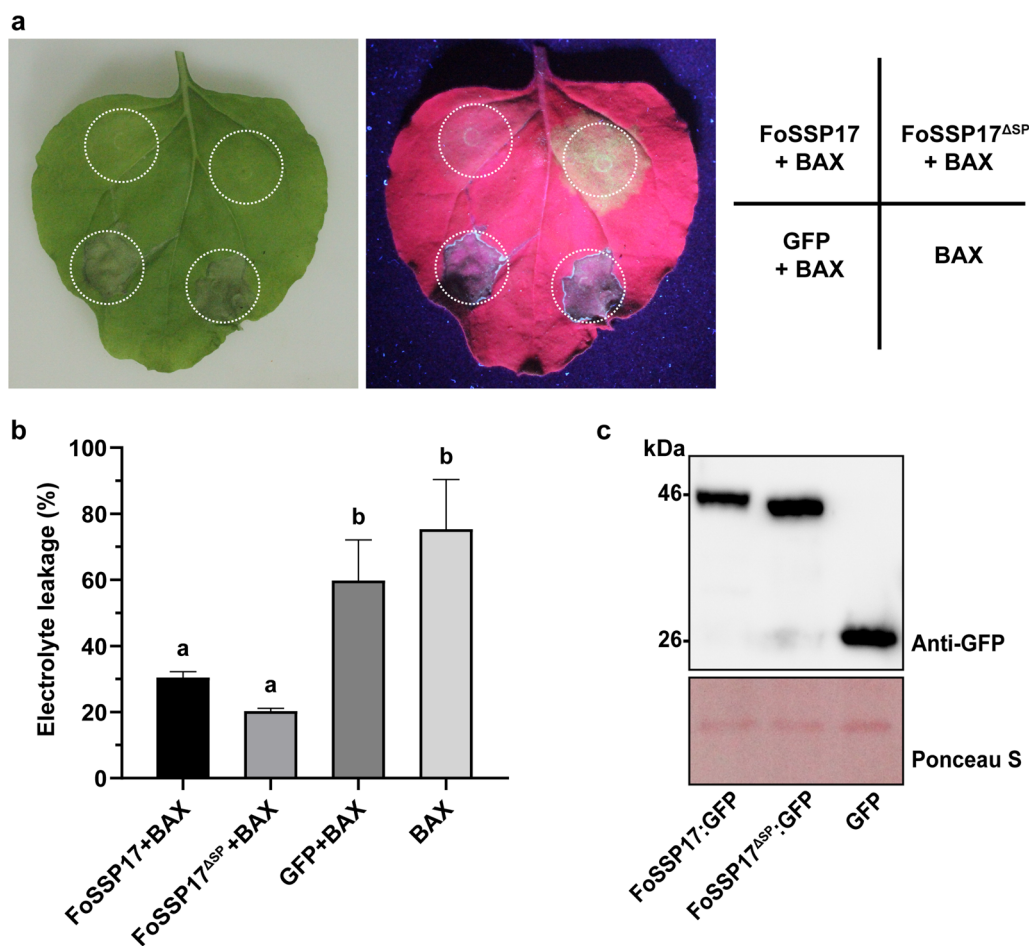 a
FoSSP17
+ BAX
FoSSP17ΔSP
+ BAX
GFP
+ BAX
BAX
b
Electrolyte leakage (%)
100
80
60
40
20
0
a
a
b
b
FoSSP17+BAX
FoSSP17ΔSP+BAX
GFP+BAX
BAX
c
kDa
46
26
Anti-GFP
Ponceau S
FoSSP17:GFP
FoSSP17ΔSP:GFP
GFP